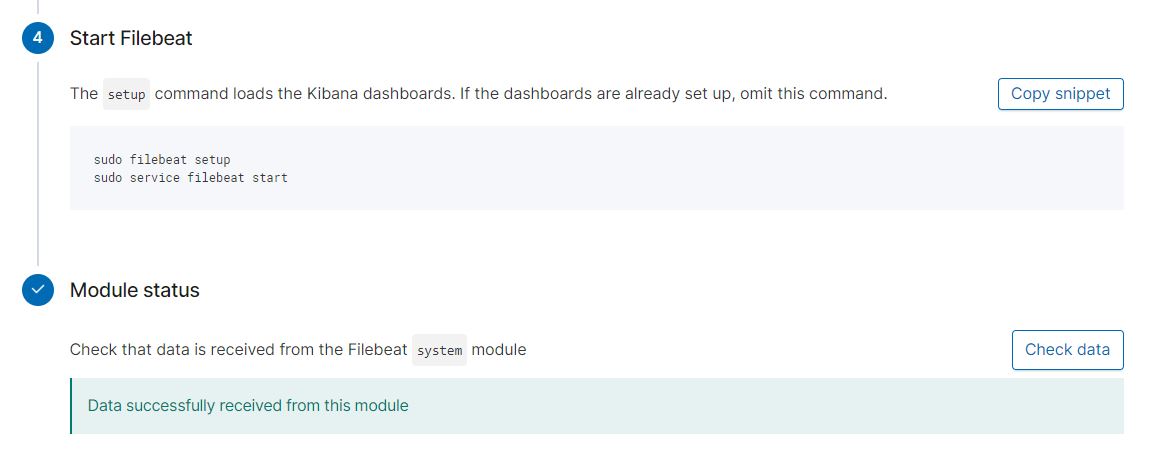 4 Start Filebeat
The setup command loads the Kibana dashboards. If the dashboards are already set up, omit this command.
Copy snippet
sudo filebeat setup
sudo service filebeat start
Module status
Check that data is received from the Filebeat system module
Check data
Data successfully received from this module